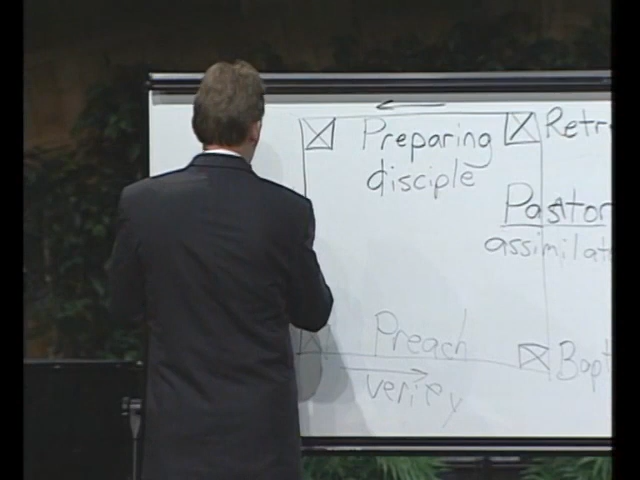 Preparing
disciple
Retr
Pastor
assimilat
Preach
verify
Bapt